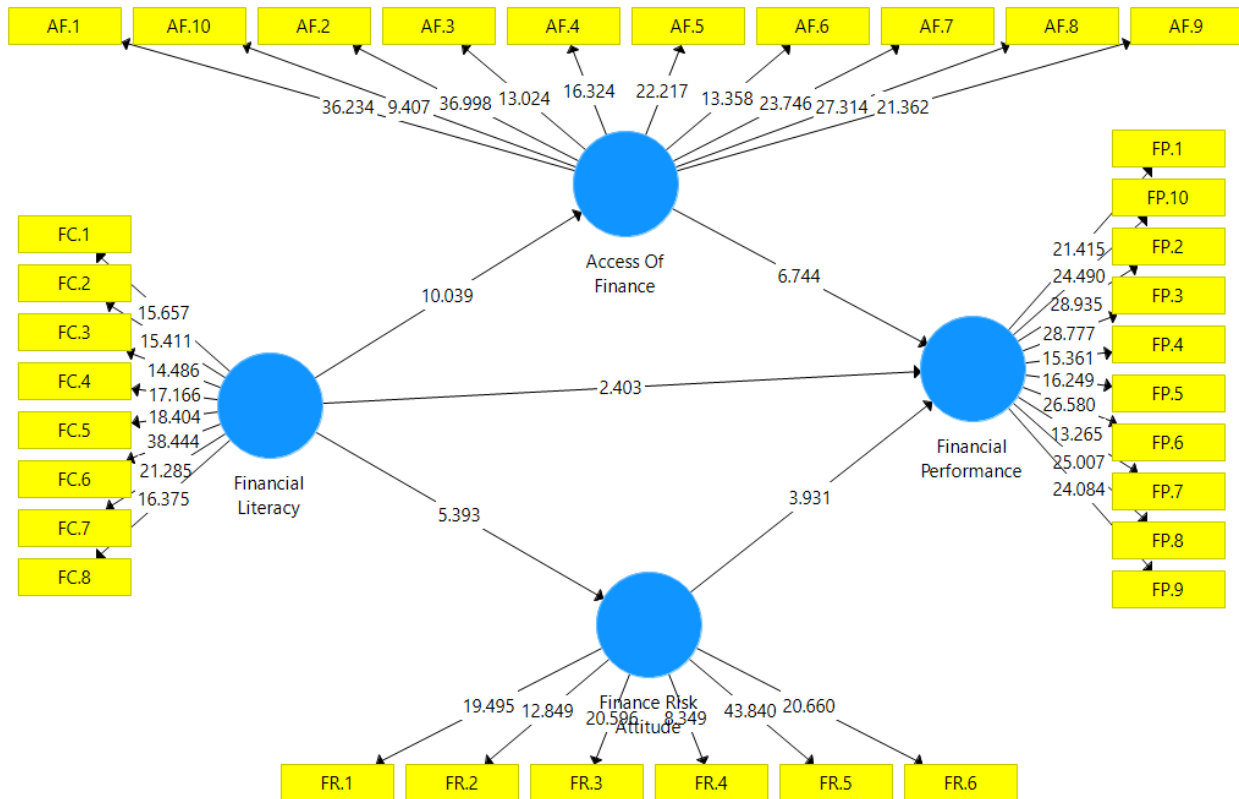 AF.1 AF.10 AF.2 AF.3 AF.4 AF.5 AF.6 AF.7 AF.8 AF.9
36.234 9.407 36.998 13.024 16.324 22.217 13.358 23.746 27.314 21.362
Access Of
Finance
FC.1
FC.2
FC.3
FC.4
FC.5
FC.6
FC.7
FC.8
15.657
15.411
14.486
17.166
18.404
38.444
21.285
16.375
Financial
Literacy
10.039
6.744
2.403
5.393
3.931
FP.1
FP.10
FP.2
FP.3
FP.4
FP.5
FP.6
FP.7
FP.8
FP.9
21.415
24.490
28.935
28.777
15.361
16.249
26.580
13.265
25.007
24.084
Financial
Performance
Finance Risk
Attitude
19.495 12.849 20.596 8.349 43.840 20.660
FR.1 FR.2 FR.3 FR.4 FR.5 FR.6